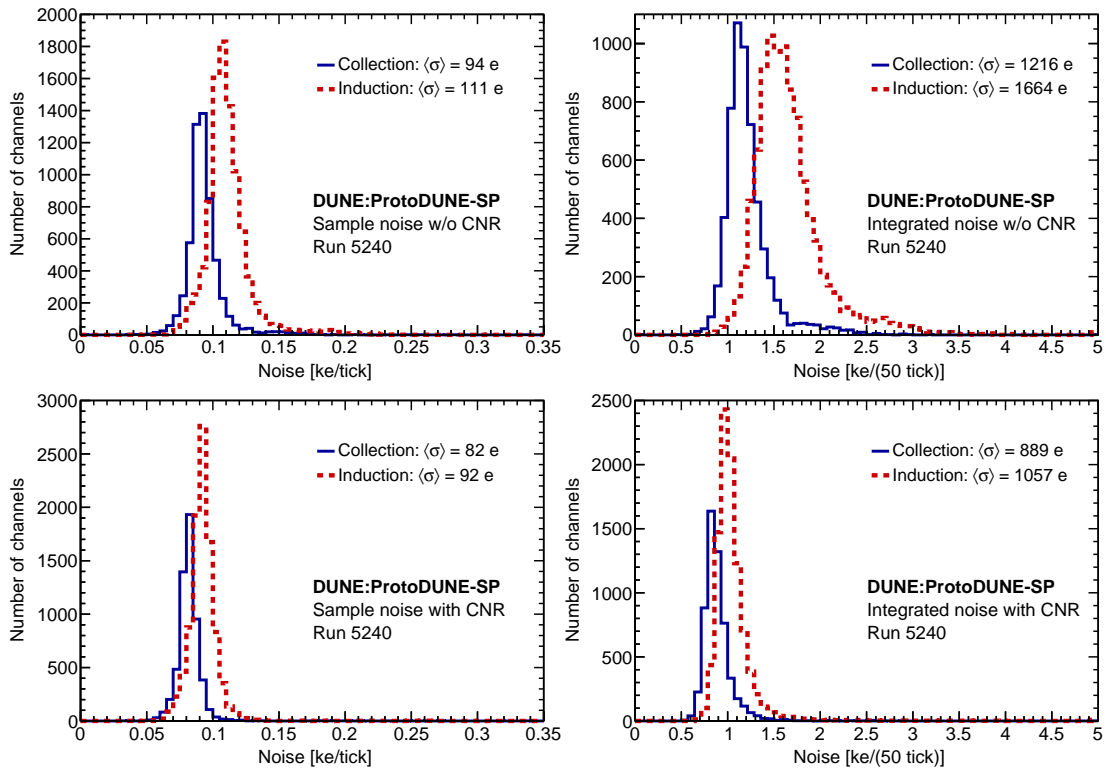 2000
1800
1600
1400
1200
1000
800
600
400
200
0
Number of channels
Collection: ⟨σ⟩ = 94 e
Induction: ⟨σ⟩ = 111 e
DUNE:ProtoDUNE-SP
Sample noise w/o CNR
Run 5240
0 0.05 0.1 0.15 0.2 0.25 0.3 0.35
Noise [ke/tick]
1000
800
600
400
200
0
Number of channels
Collection: ⟨σ⟩ = 1216 e
Induction: ⟨σ⟩ = 1664 e
DUNE:ProtoDUNE-SP
Integrated noise w/o CNR
Run 5240
0 0.5 1 1.5 2 2.5 3 3.5 4 4.5 5
Noise [ke/(50 tick)]
3000
2500
2000
1500
1000
500
0
Number of channels
Collection: ⟨σ⟩ = 82 e
Induction: ⟨σ⟩ = 92 e
DUNE:ProtoDUNE-SP
Sample noise with CNR
Run 5240
0 0.05 0.1 0.15 0.2 0.25 0.3 0.35
Noise [ke/tick]
2500
2000
1500
1000
500
0
Number of channels
Collection: ⟨σ⟩ = 889 e
Induction: ⟨σ⟩ = 1057 e
DUNE:ProtoDUNE-SP
Integrated noise with CNR
Run 5240
0 0.5 1 1.5 2 2.5 3 3.5 4 4.5 5
Noise [ke/(50 tick)]